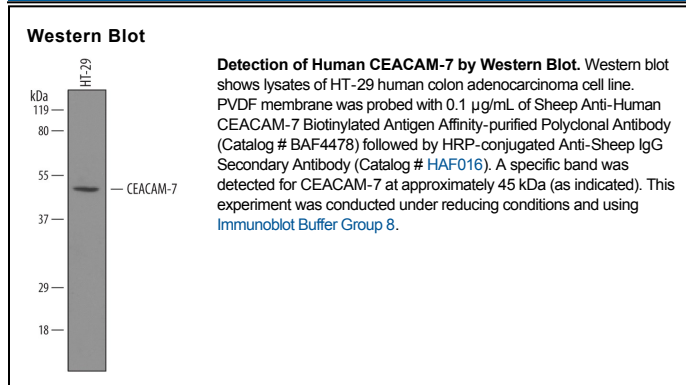 Western Blot
HT-29
kDa
119
80
55
CEACAM-7
37
29
18
Detection of Human CEACAM-7 by Western Blot. Western blot
shows lysates of HT-29 human colon adenocarcinoma cell line.
PVDF membrane was probed with 0.1 µg/mL of Sheep Anti-Human
CEACAM-7 Biotinylated Antigen Affinity-purified Polyclonal Antibody
(Catalog # BAF4478) followed by HRP-conjugated Anti-Sheep IgG
Secondary Antibody (Catalog # HAF016). A specific band was
detected for CEACAM-7 at approximately 45 kDa (as indicated). This
experiment was conducted under reducing conditions and using
Immunoblot Buffer Group 8.